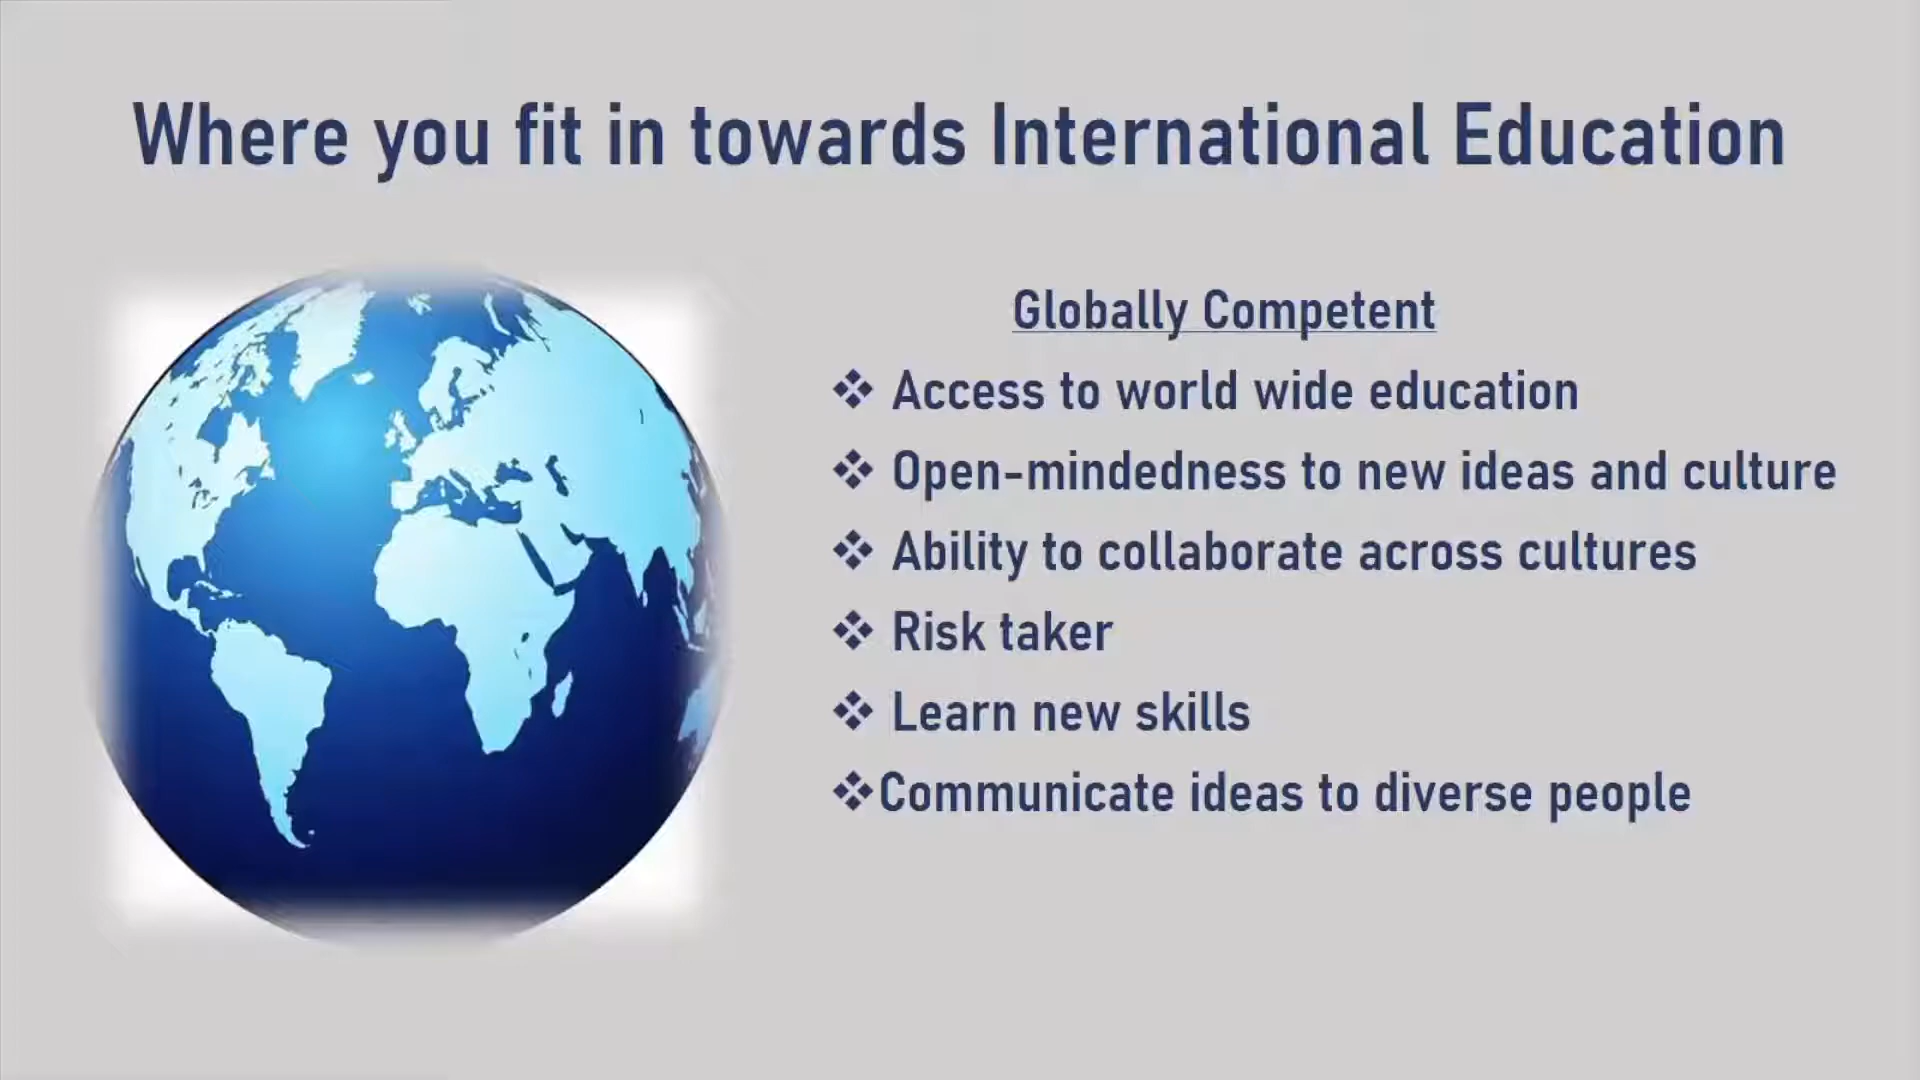 Where you fit in towards International Education
Globally Competent
❖ Access to world wide education
❖ Open-mindedness to new ideas and culture
❖ Ability to collaborate across cultures
❖ Risk taker
❖ Learn new skills
❖Communicate ideas to diverse people